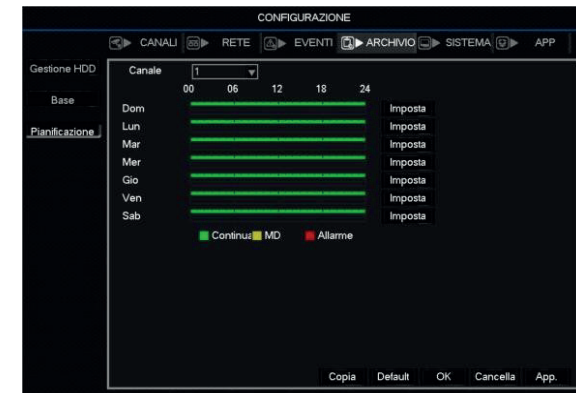 CONFIGURAZIONE
CANALI RETE EVENTI ARCHIVIO SISTEMA APP
Gestione HDD
Base
Pianificazione
Canale 1
00 06 12 18 24
Dom Imposta
Lun Imposta
Mar Imposta
Mer Imposta
Gio Imposta
Ven Imposta
Sab Imposta
Continua MD Allarme
Copia Default OK Cancella App.